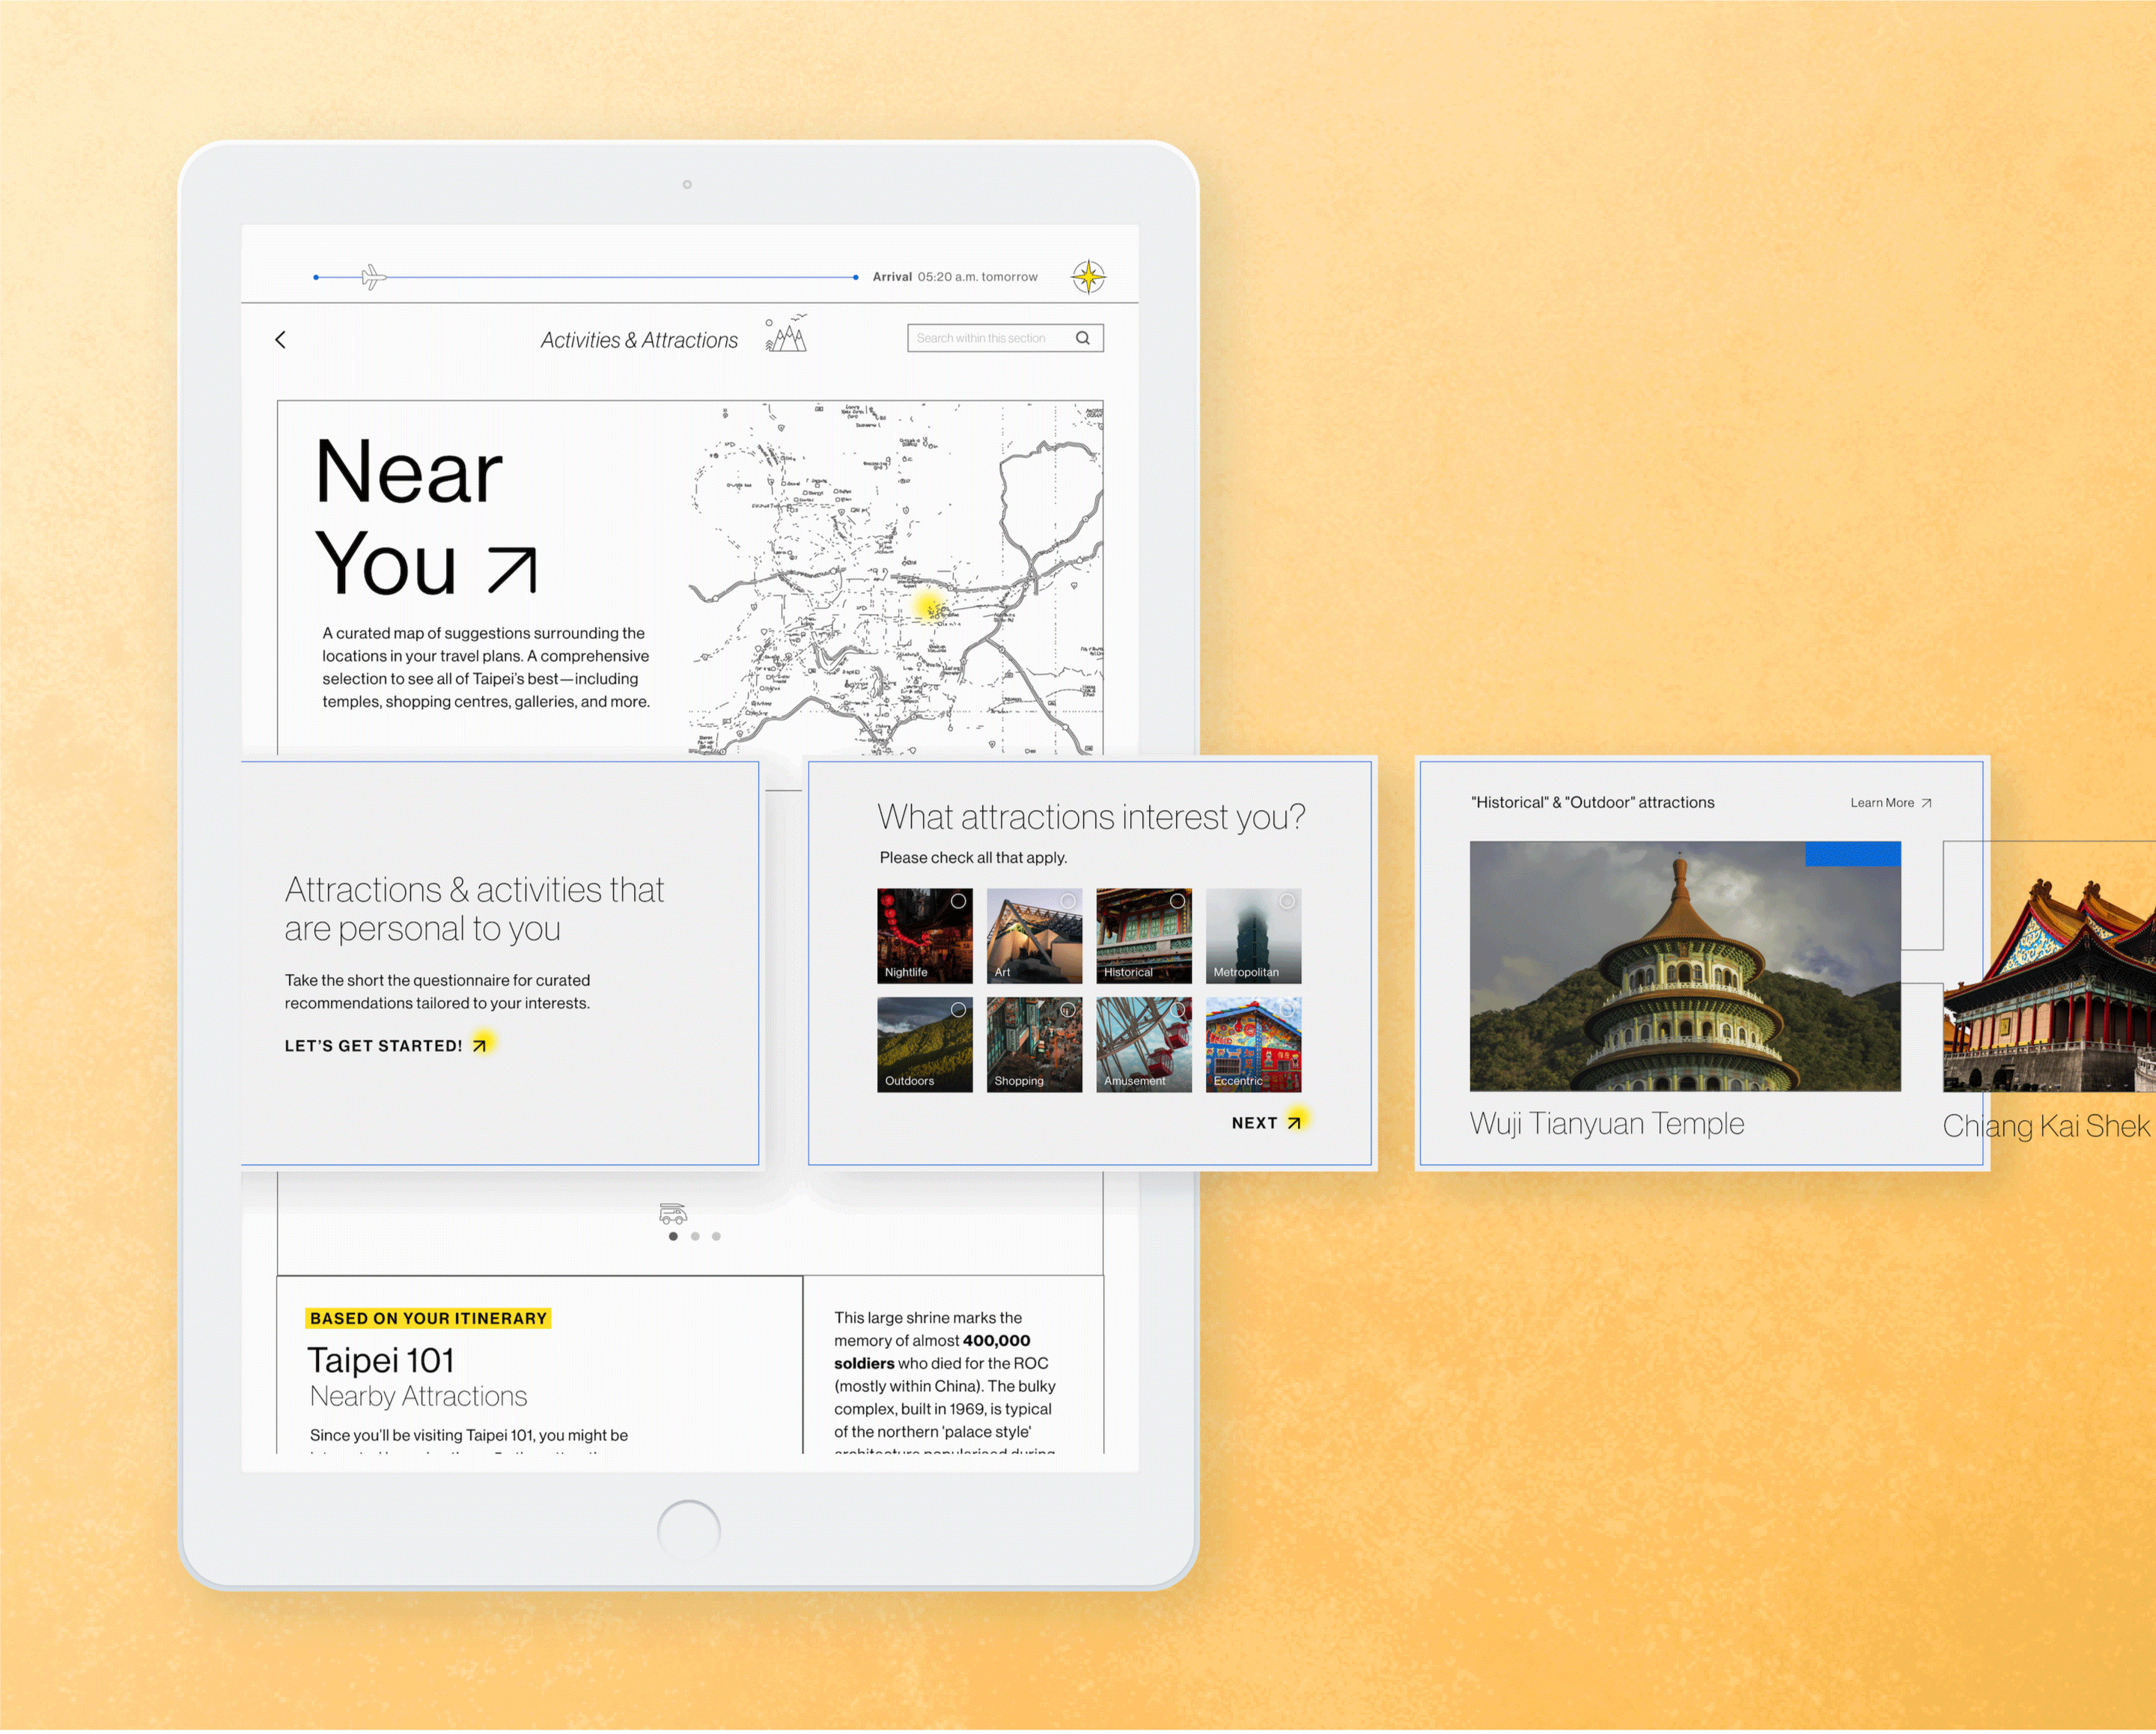 Arrival 05:20 a.m. tomorrow
Activities & Attractions
Search within this section
Near
You
A curated map of suggestions surrounding the
locations in your travel plans. A comprehensive
selection to see all of Taipei's best—including
temples, shopping centres, galleries, and more.
Attractions & activities that
are personal to you
Take the short the questionnaire for curated
recommendations tailored to your interests.
LET'S GET STARTED!
What attractions interest you?
Please check all that apply.
Nightlife
Art
Historical
Metropolitan
Outdoors
Shopping
Amusement
Eccentric
NEXT
"Historical" & "Outdoor" attractions
Learn More
Wuji Tianyuan Temple
Chiang Kai Shek
BASED ON YOUR ITINERARY
Taipei 101
Nearby Attractions
Since you'll be visiting Taipei 101, you might be
This large shrine marks the
memory of almost 400,000
soldiers who died for the ROC
(mostly within China). The bulky
complex, built in 1969, is typical
of the northern 'palace style'
architecture popularised during